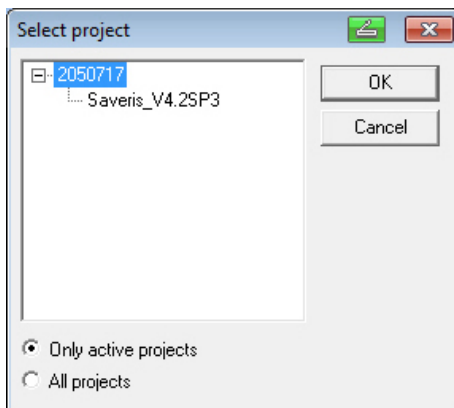 Select project
2050717
Saveris_V4.2SP3
OK
Cancel
Only active projects
All projects